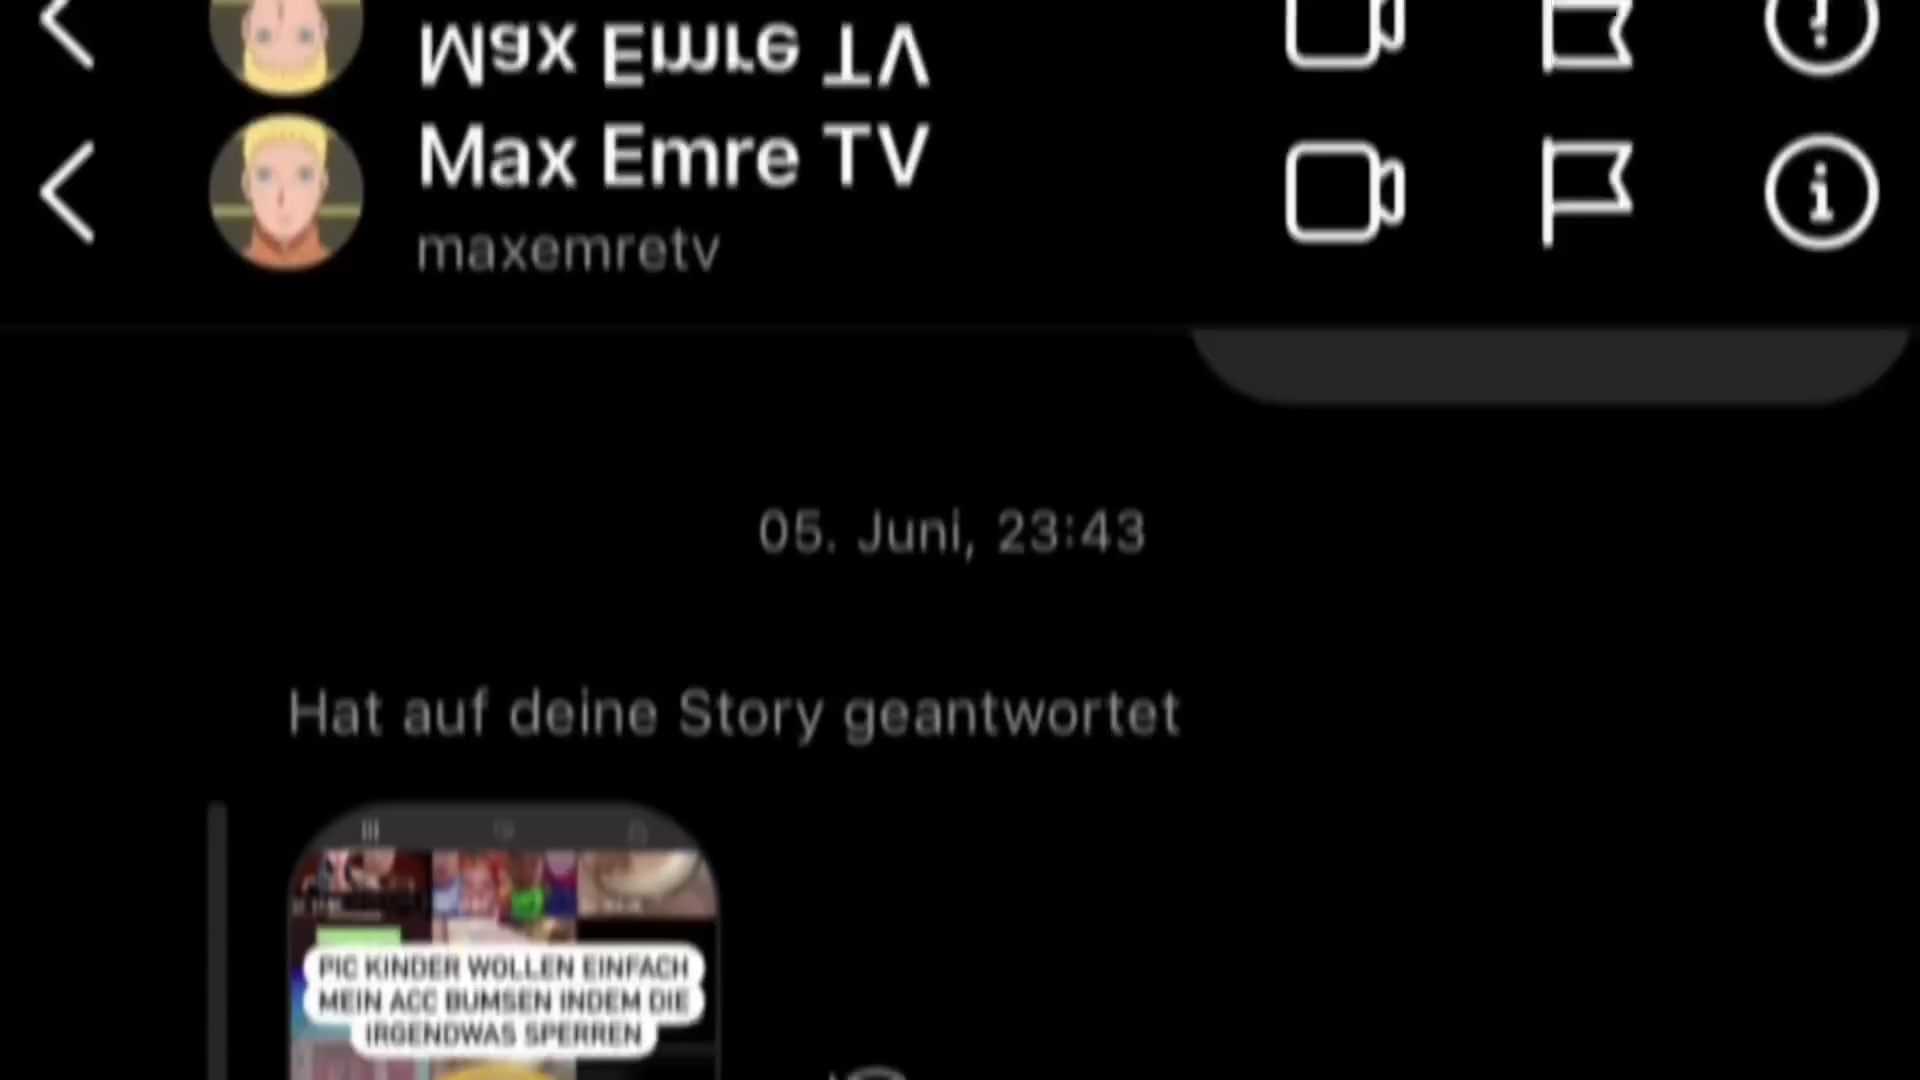 Max Emre TV
Max Emre TV
maxemretv
05. Juni, 23:43
Hat auf deine Story geantwortet
PIC KINDER WOLLEN EINFACH
MEIN ACC BUMSEN INDEM DIE
IRGENDWAS SPERREN